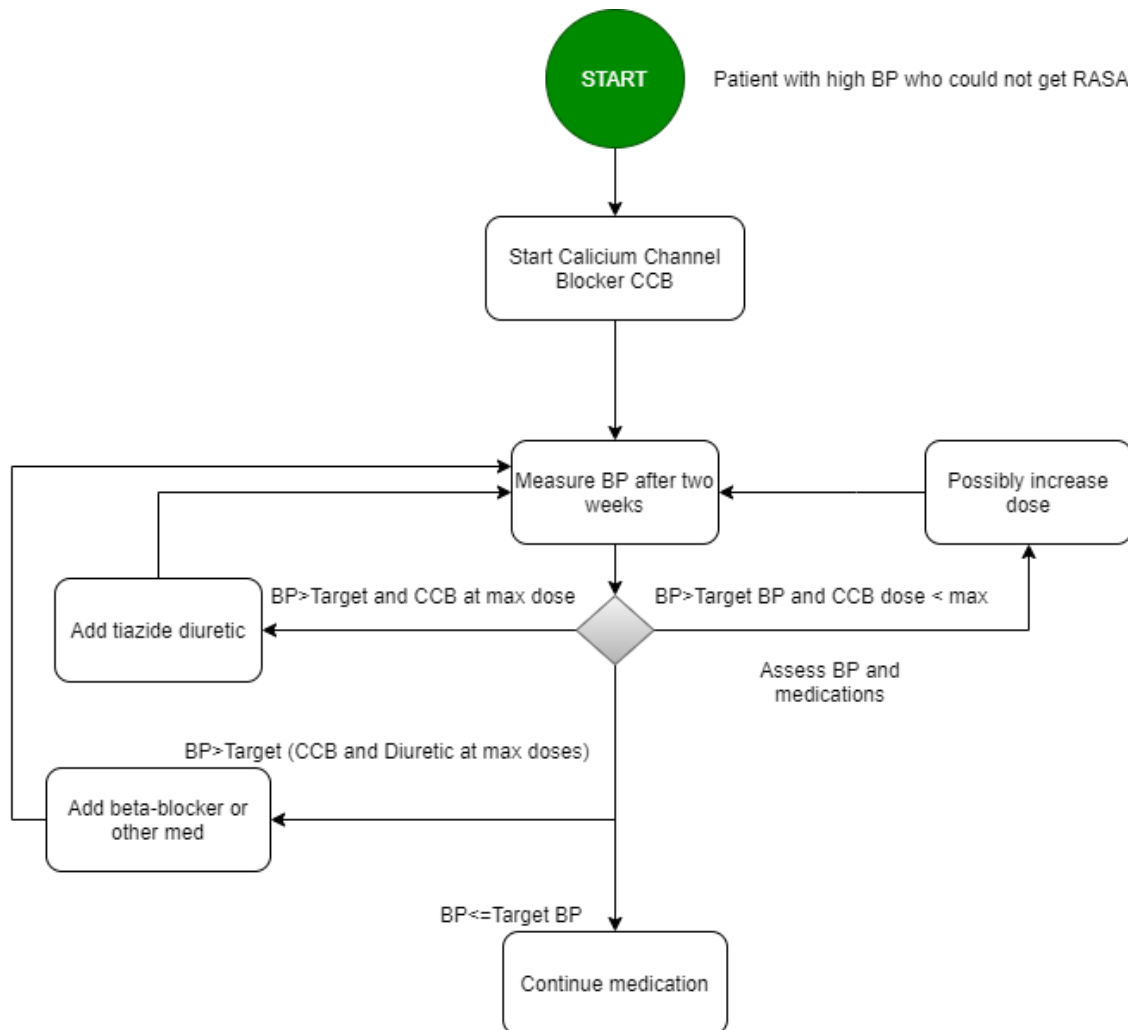 START
Patient with high BP who could not get RASA
Start Calicium Channel
Blocker CCB
Measure BP after two
weeks
Possibly increase
dose
BP>Target and CCB at max dose
BP>Target BP and CCB dose < max
Add tiazide diuretic
Assess BP and
medications
BP>Target (CCB and Diuretic at max doses)
Add beta-blocker or
other med
BP<=Target BP
Continue medication